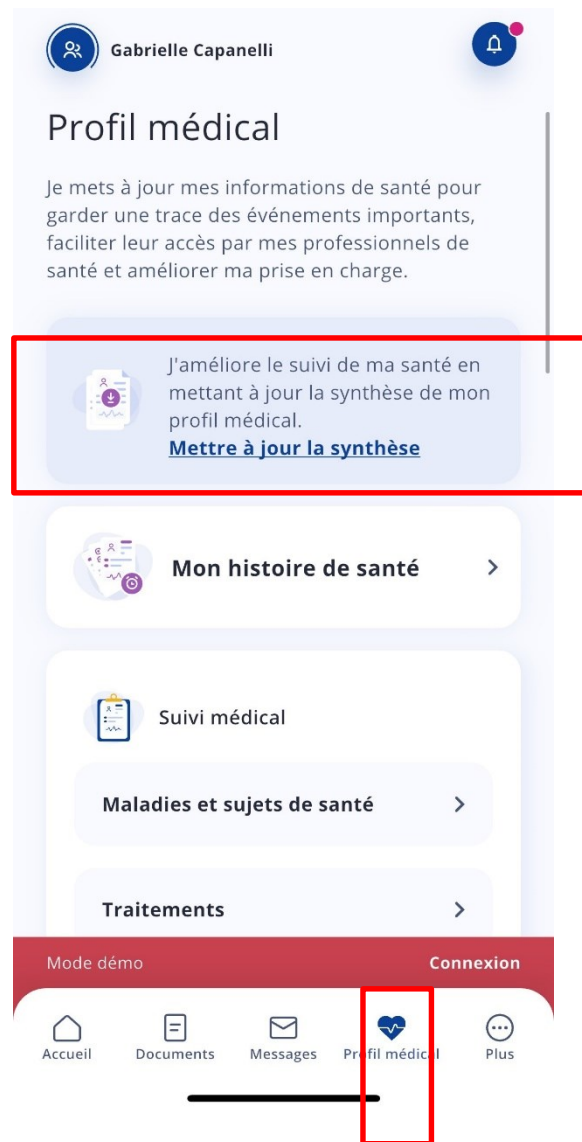 Gabrielle Capanelli
Profil médical
Je mets à jour mes informations de santé pour
garder une trace des événements importants,
faciliter leur accès par mes professionnels de
santé et améliorer ma prise en charge.
J'améliore le suivi de ma santé en
mettant à jour la synthèse de mon
profil médical.
Mettre à jour la synthèse
Mon histoire de santé
Suivi médical
Maladies et sujets de santé
Traitements
Mode démo Connexion
Accueil Documents Messages Profil médical Plus